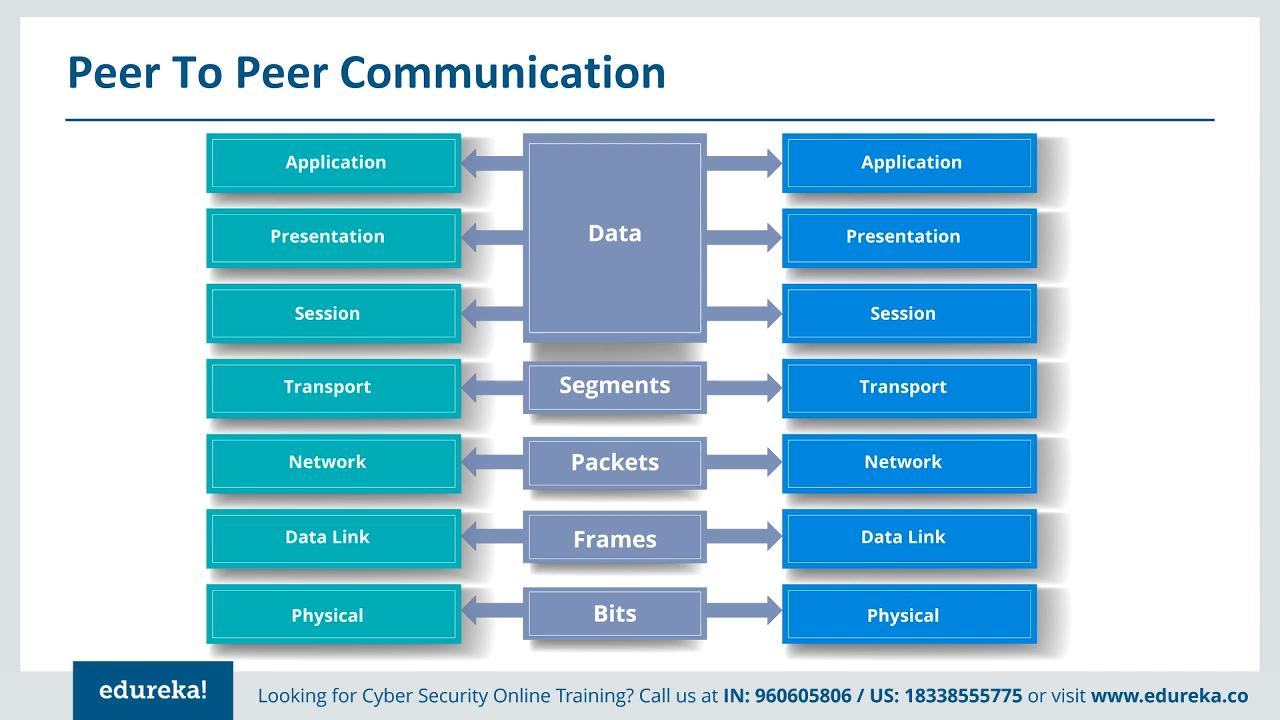 Peer To Peer Communication
Application
Data
Application
Presentation
Presentation
Session
Session
Transport
Segments
Transport
Network
Packets
Network
Data Link
Frames
Data Link
Physical
Bits
Physical
edureka!
Looking for Cyber Security Online Training? Call us at IN: 960605806 / US: 18338555775 or visit www.edureka.co